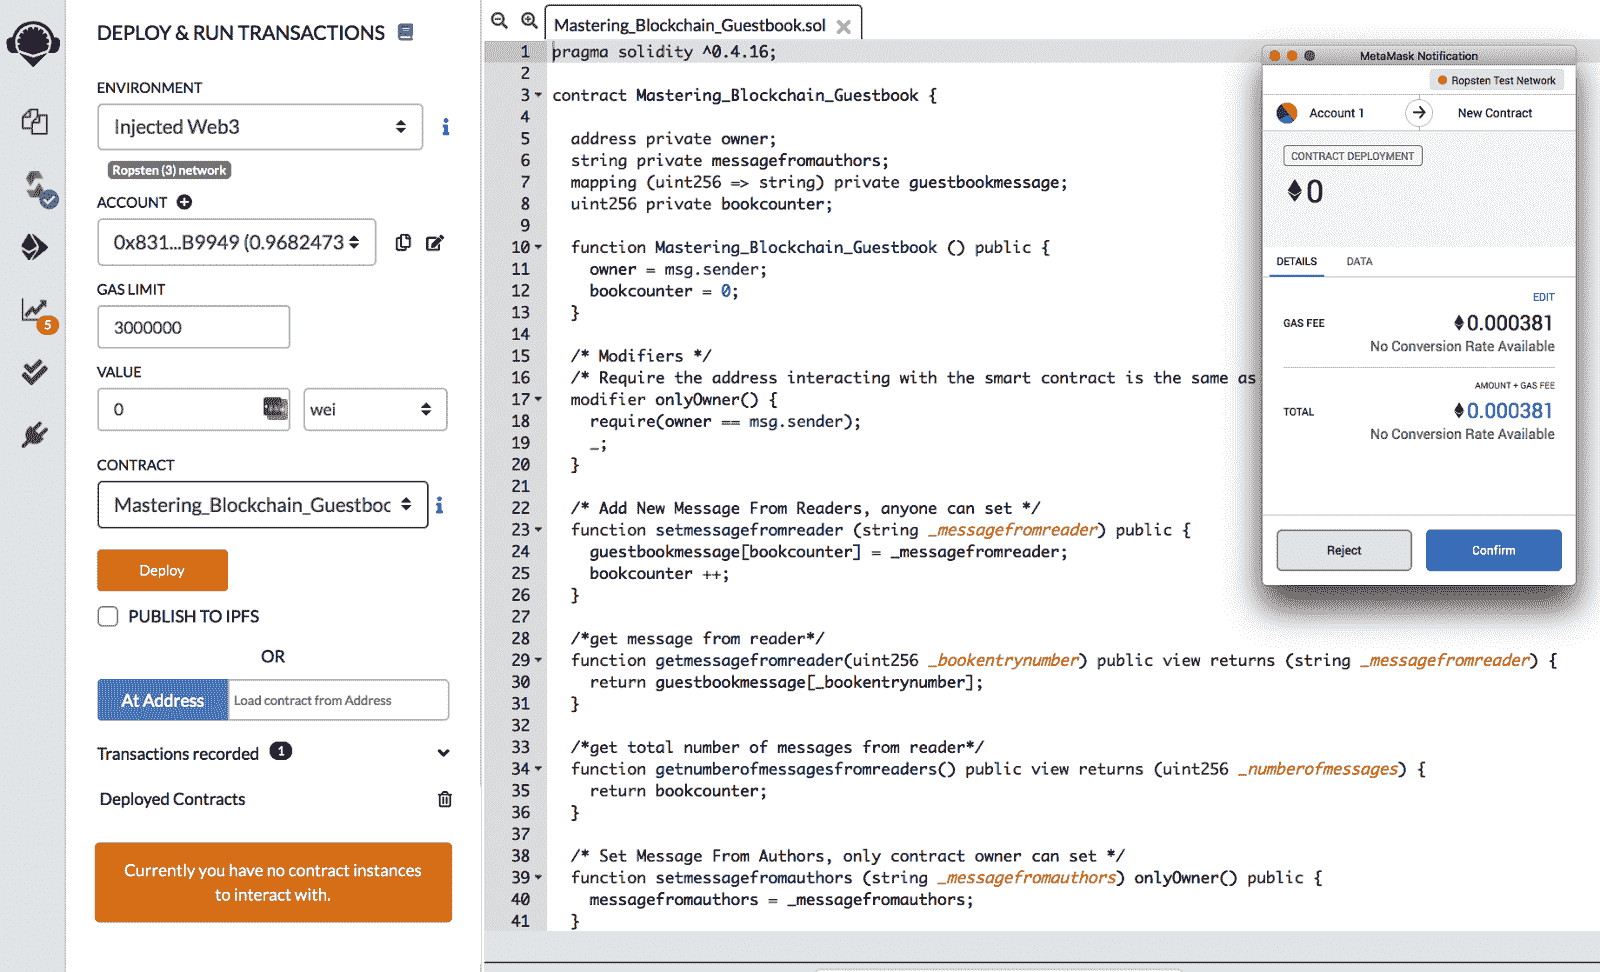 DEPLOY & RUN TRANSACTIONS
ENVIRONMENT
Injected Web3
i
Ropsten (3) network
ACCOUNT
0x831...B9949 (0.9682473
GAS LIMIT
3000000
VALUE
0
wei
CONTRACT
Mastering_Blockchain_Guestboc
i
Deploy
PUBLISH TO IPFS
OR
At Address
Load contract from Address
Transactions recorded 1
Deployed Contracts
Currently you have no contract instances
to interact with.
5
Mastering_Blockchain_Guestbook.sol
1 pragma solidity ^0.4.16;
2
3 contract Mastering_Blockchain_Guestbook {
4
5 address private owner;
6 string private messagefromauthors;
7 mapping (uint256 => string) private guestbookmessage;
8 uint256 private bookcounter;
9
10 function Mastering_Blockchain_Guestbook () public {
11 owner = msg.sender;
12 bookcounter = 0;
13 }
14
15 /* Modifiers */
16 /* Require the address interacting with the smart contract is the same as
17 modifier onlyOwner() {
18 require(owner == msg.sender);
19 _;
20 }
21
22 /* Add New Message From Readers, anyone can set */
23 function setmessagefromreader (string _messagefromreader) public {
24 guestbookmessage[bookcounter] = _messagefromreader;
25 bookcounter ++;
26 }
27
28 /*get message from reader*/
29 function getmessagefromreader(uint256 _bookentrynumber) public view returns (string _messagefromreader) {
30 return guestbookmessage[_bookentrynumber];
31 }
32
33 /*get total number of messages from reader*/
34 function getnumberofmessagesfromreaders() public view returns (uint256 _numberofmessages) {
35 return bookcounter;
36 }
37
38 /* Set Message From Authors, only contract owner can set */
39 function setmessagefromauthors (string _messagefromauthors) onlyOwner() public {
40 messagefromauthors = _messagefromauthors;
41 }
MetaMask Notification
Ropsten Test Network
Account 1
New Contract
CONTRACT DEPLOYMENT
0
DETAILS
DATA
EDIT
GAS FEE
0.000381
No Conversion Rate Available
AMOUNT + GAS FEE
TOTAL
0.000381
No Conversion Rate Available
Reject
Confirm